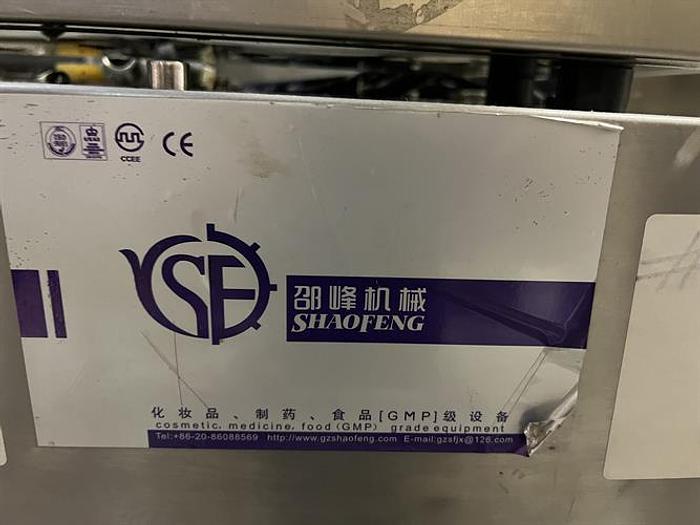 CCEE
CE
SF
邵峰机械
SHAOFENG
化妆品、制药、食品[GMP]级设备
cosmetic, medicine, food (GMP) grade equipment
Tel:+86-20-86088569 http://www.gzshaofeng.com E-mail:gzsfjx@126.com